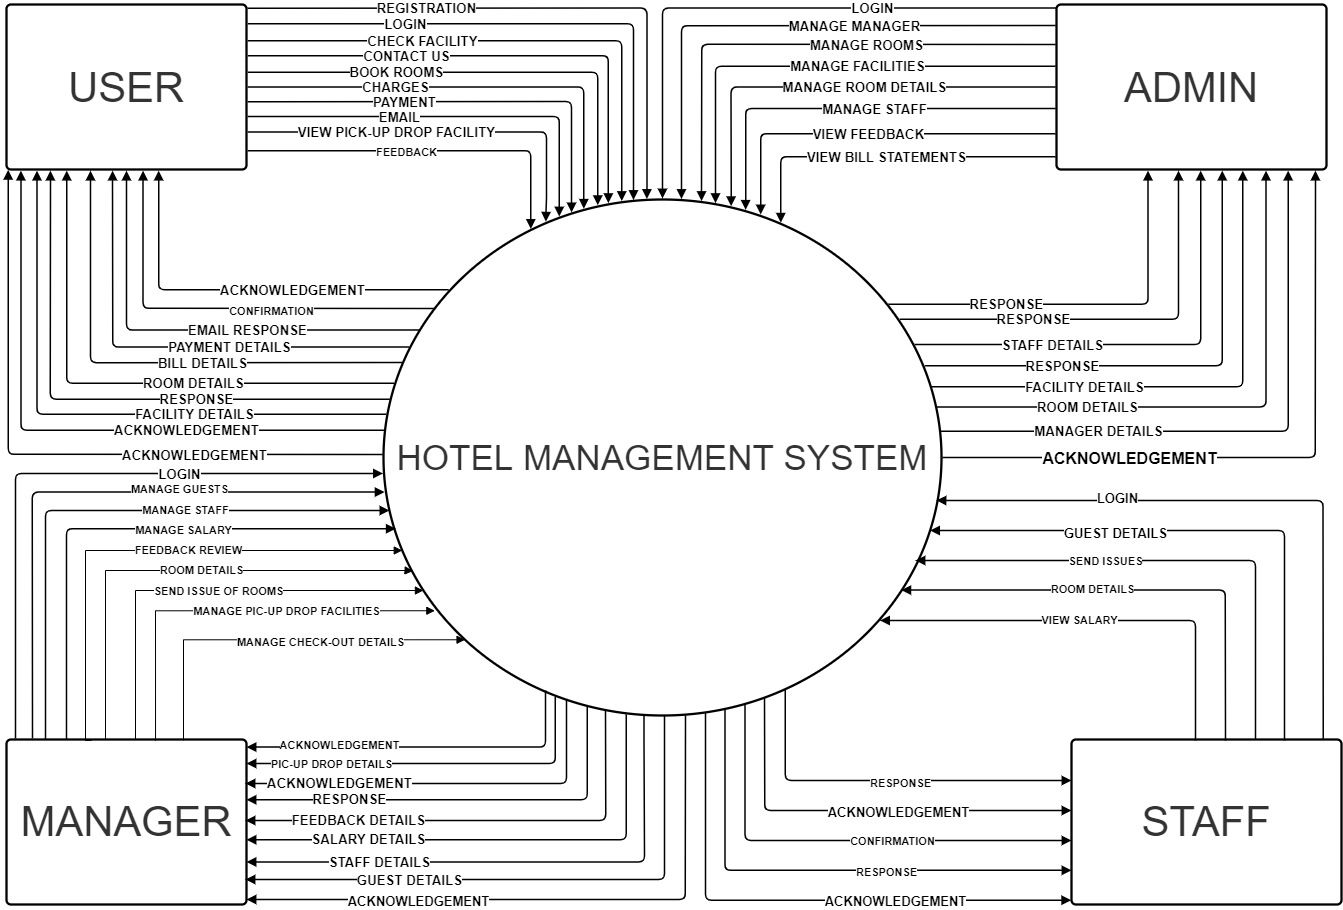 REGISTRATION
LOGIN
CHECK FACILITY
CONTACT US
BOOK ROOMS
CHARGES
PAYMENT
EMAIL
VIEW PICK-UP DROP FACILITY
FEEDBACK
USER
LOGIN
MANAGE MANAGER
MANAGE ROOMS
MANAGE FACILITIES
MANAGE ROOM DETAILS
MANAGE STAFF
VIEW FEEDBACK
VIEW BILL STATEMENTS
ADMIN
ACKNOWLEDGEMENT
CONFIRMATION
EMAIL RESPONSE
PAYMENT DETAILS
BILL DETAILS
ROOM DETAILS
RESPONSE
FACILITY DETAILS
ACKNOWLEDGEMENT
ACKNOWLEDGEMENT
RESPONSE
RESPONSE
STAFF DETAILS
RESPONSE
FACILITY DETAILS
ROOM DETAILS
MANAGER DETAILS
ACKNOWLEDGEMENT
HOTEL MANAGEMENT SYSTEM
LOGIN
MANAGE GUESTS
MANAGE STAFF
MANAGE SALARY
FEEDBACK REVIEW
ROOM DETAILS
SEND ISSUE OF ROOMS
MANAGE PIC-UP DROP FACILITIES
MANAGE CHECK-OUT DETAILS
LOGIN
GUEST DETAILS
SEND ISSUES
ROOM DETAILS
VIEW SALARY
MANAGER
ACKNOWLEDGEMENT
PIC-UP DROP DETAILS
ACKNOWLEDGEMENT
RESPONSE
FEEDBACK DETAILS
SALARY DETAILS
STAFF DETAILS
GUEST DETAILS
ACKNOWLEDGEMENT
RESPONSE
ACKNOWLEDGEMENT
CONFIRMATION
RESPONSE
ACKNOWLEDGEMENT
STAFF